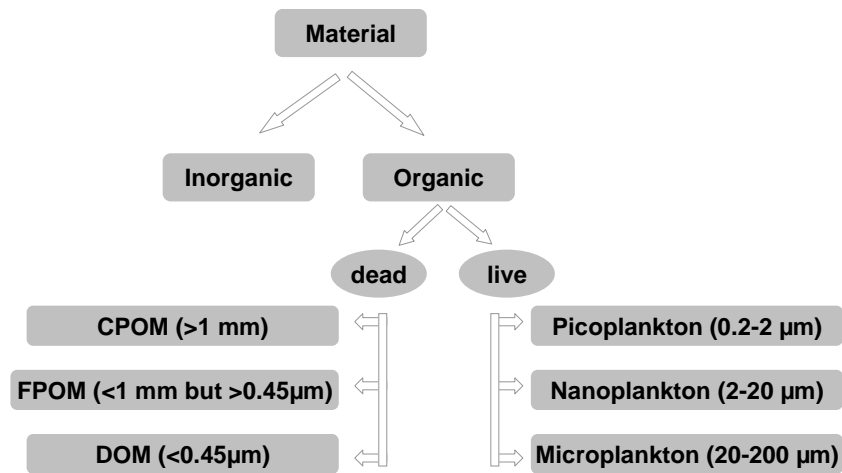 Material
Inorganic
Organic
dead
live
CPOM (>1 mm)
Picoplankton (0.2-2 µm)
FPOM (<1 mm but >0.45µm)
Nanoplankton (2-20 µm)
DOM (<0.45µm)
Microplankton (20-200 µm)